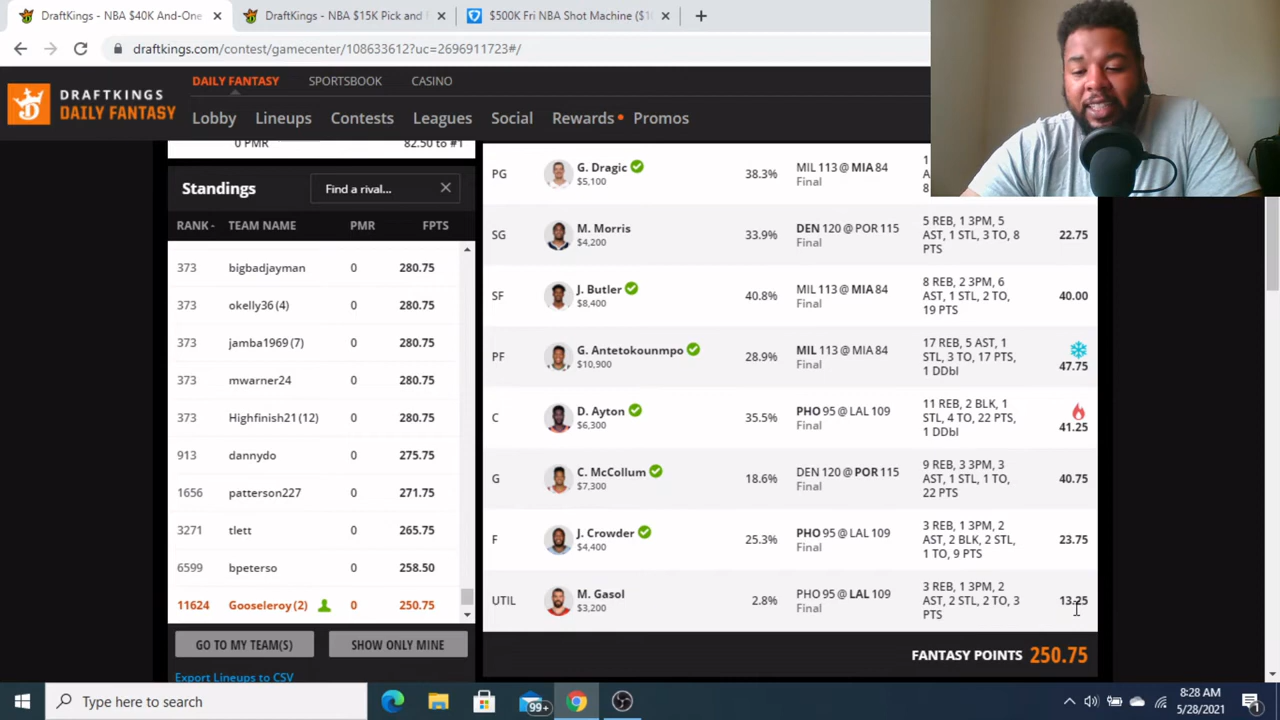 DraftKings - NBA $40K And-One
DraftKings - NBA $15K Pick and
$500K Fri NBA Shot Machine ($1
draftkings.com/contest/gamecenter/108633612?uc=2696911723#/
DRAFTKINGS
DAILY FANTASY
DAILY FANTASY SPORTSBOOK CASINO
Lobby Lineups Contests Leagues Social Rewards Promos
0 PMR 82.50 to #1
Standings Find a rival...
RANK TEAM NAME PMR FPTS
373 bigbadjayman 0 280.75
373 okelly36 (4) 0 280.75
373 jamba1969 (7) 0 280.75
373 mwarner24 0 280.75
373 Highfinish21 (12) 0 280.75
913 dannydo 0 275.75
1656 patterson227 0 271.75
3271 tlett 0 265.75
6599 bpeterso 0 258.50
11624 Gooseleroy (2) 0 250.75
GO TO MY TEAM(S) SHOW ONLY MINE
Export Lineups to CSV
PG G. Dragic $5,100 38.3% MIL 113 @ MIA 84 Final
SG M. Morris $4,200 33.9% DEN 120 @ POR 115 Final 5 REB, 1 3PM, 5 AST, 1 STL, 3 TO, 8 PTS 22.75
SF J. Butler $8,400 40.8% MIL 113 @ MIA 84 Final 8 REB, 2 3PM, 6 AST, 1 STL, 2 TO, 19 PTS 40.00
PF G. Antetokounmpo $10,900 28.9% MIL 113 @ MIA 84 Final 17 REB, 5 AST, 1 STL, 3 TO, 17 PTS, 1 DDbl 47.75
C D. Ayton $6,300 35.5% PHO 95 @ LAL 109 Final 11 REB, 2 BLK, 1 STL, 4 TO, 22 PTS, 1 DDbl 41.25
G C. McCollum $7,300 18.6% DEN 120 @ POR 115 Final 9 REB, 3 3PM, 3 AST, 1 STL, 1 TO, 22 PTS 40.75
F J. Crowder $4,400 25.3% PHO 95 @ LAL 109 Final 3 REB, 1 3PM, 2 AST, 2 BLK, 2 STL, 1 TO, 9 PTS 23.75
UTIL M. Gasol $3,200 2.8% PHO 95 @ LAL 109 Final 3 REB, 1 3PM, 2 AST, 2 STL, 2 TO, 3 PTS 13.25
FANTASY POINTS 250.75
Type here to search
99+
8:28 AM
5/28/2021
1